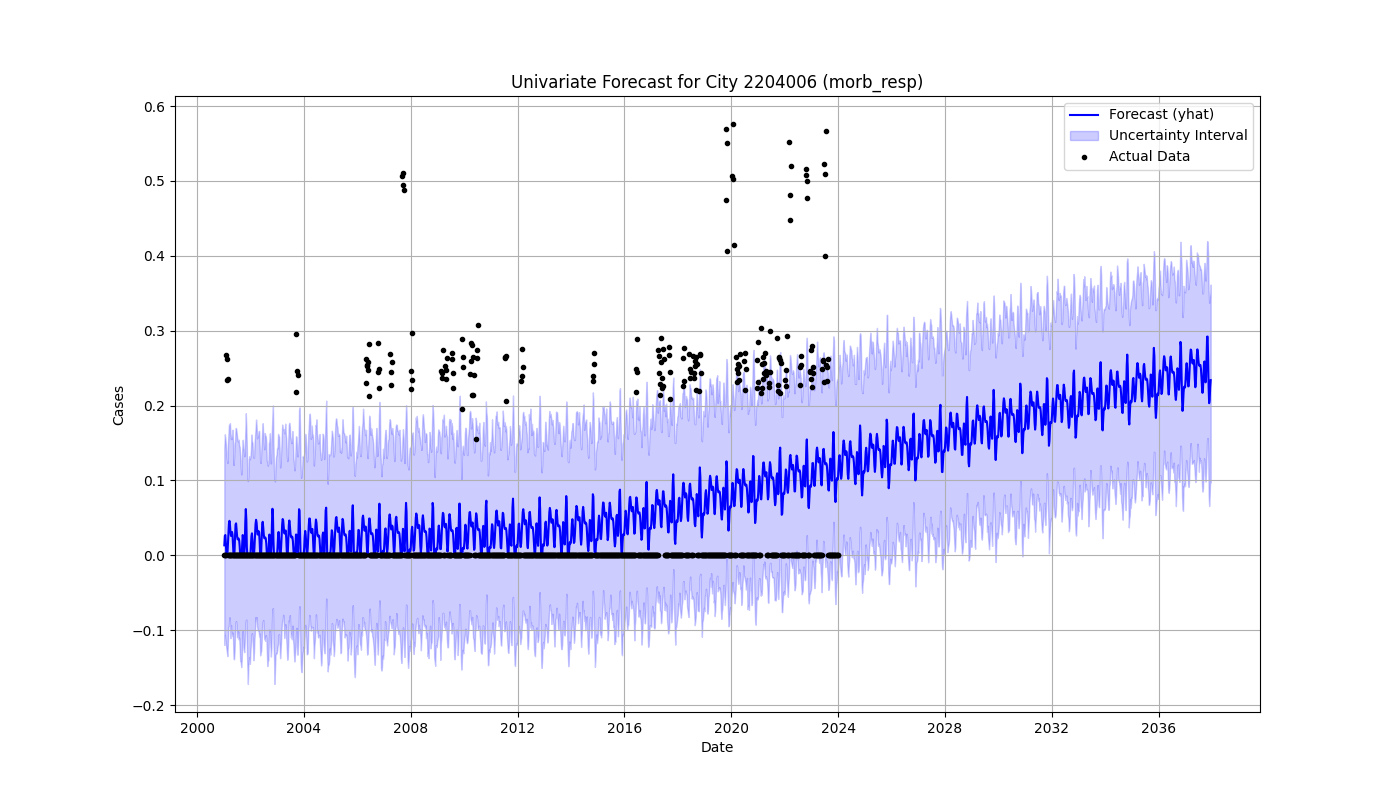 Univariate Forecast for City 2204006 (morb_resp)
Forecast (yhat)
Uncertainty Interval
Actual Data
Cases
0.6
0.5
0.4
0.3
0.2
0.1
0.0
−0.1
−0.2
2000 2004 2008 2012 2016 2020 2024 2028 2032 2036
Date